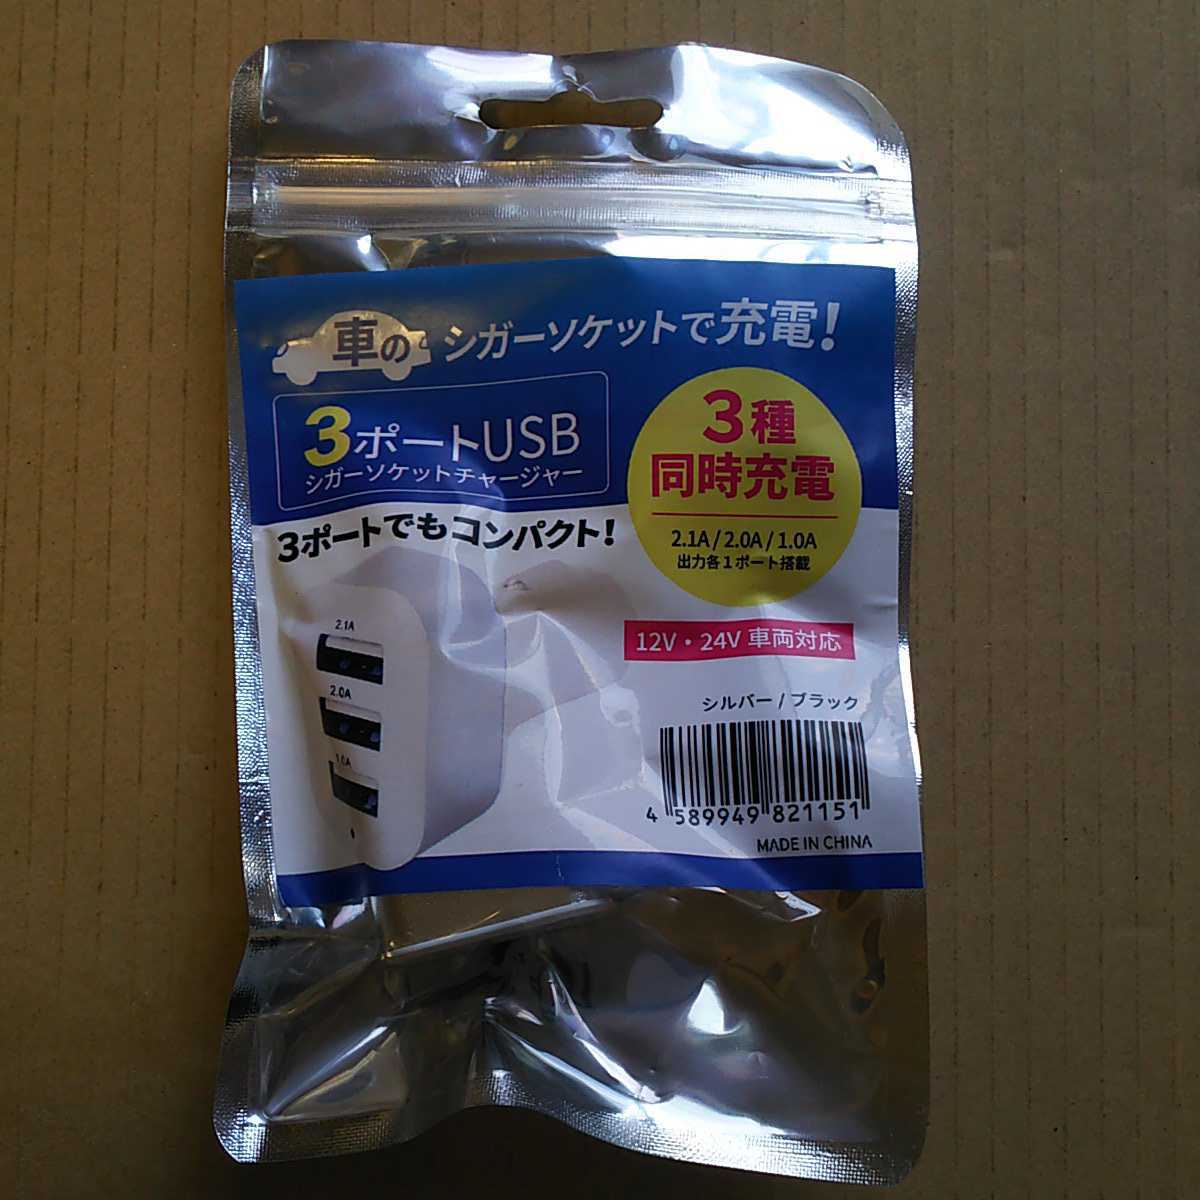 車の シガーソケットで充電！
3ポートUSB
シガーソケットチャージャー
3種
同時充電
2.1A / 2.0A / 1.0A
出力各1ポート搭載
3ポートでもコンパクト！
12V・24V 車両対応
2.1A
2.0A
1.0A
シルバー / ブラック
4 589949 821151
MADE IN CHINA